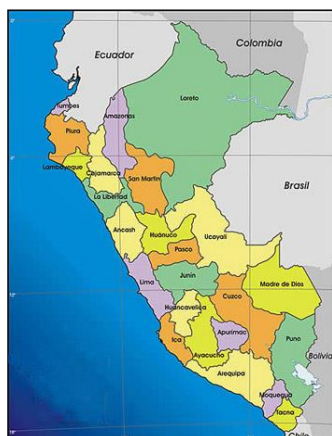 Ecuador
Colombia
Tumbes
Loreto
Piura
Amazonas
Lambayeque
Cajamarca
San Martín
Brasil
La Libertad
Ancash
Huánuco
Ucayali
Pasco
Lima
Junín
Madre de Dios
Cuzco
Huancavelica
Ica
Apurímac
Ayacucho
Puno
Arequipa
Bolivia
Moquegua
Tacna
Chile